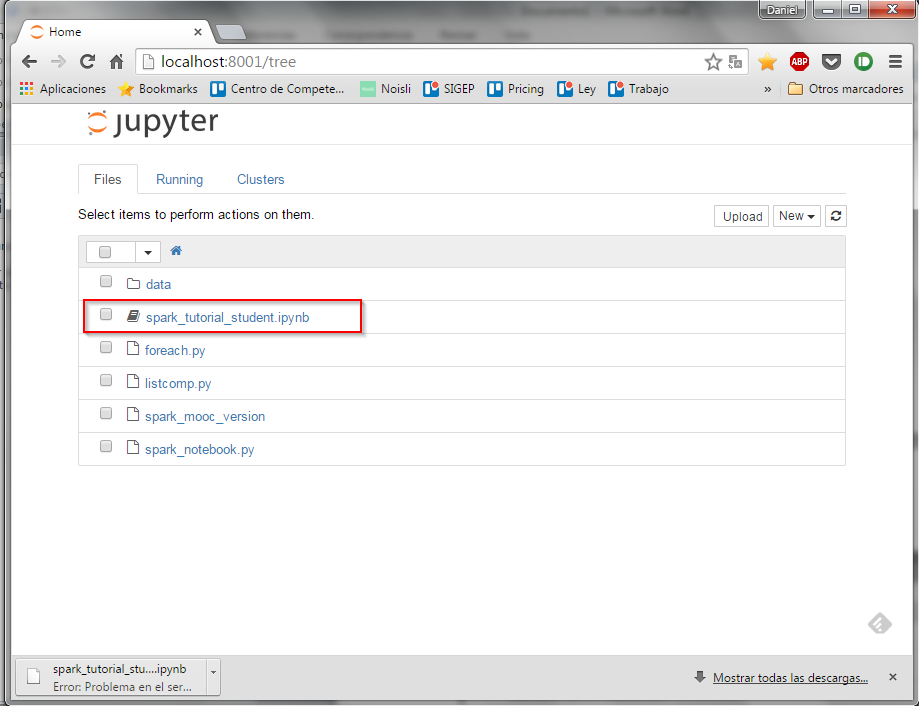 Daniel
Home
localhost:8001/tree
ABP
Aplicaciones Bookmarks Centro de Compete... Noisli SIGEP Pricing Ley Trabajo » Otros marcadores
jupyter
Files Running Clusters
Select items to perform actions on them.
Upload New
data
spark_tutorial_student.ipynb
foreach.py
listcomp.py
spark_mooc_version
spark_notebook.py
spark_tutorial_stu....ipynb
Error: Problema en el ser...
Mostrar todas las descargas...